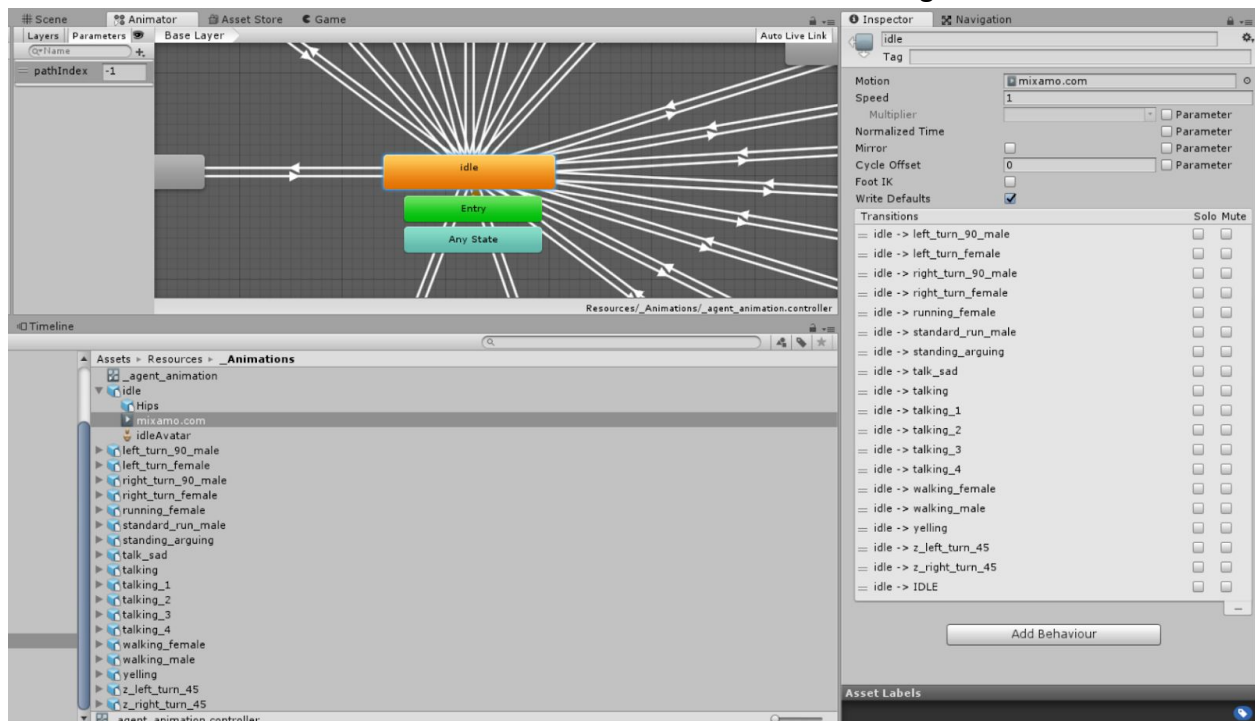 Scene Animator Asset Store Game
Layers Parameters Base Layer Auto Live Link
Name
pathIndex -1
idle
Entry
Any State
Resources/_Animations/_agent_animation.controller
Timeline
Assets Resources _Animations
_agent_animation
idle
Hips
mixamo.com
idleAvatar
left_turn_90_male
left_turn_female
right_turn_90_male
right_turn_female
running_female
standard_run_male
standing_arguing
talk_sad
talking
talking_1
talking_2
talking_3
talking_4
walking_female
walking_male
yelling
z_left_turn_45
z_right_turn_45
_agent_animation.controller
Inspector Navigation
idle
Tag
Motion mixamo.com
Speed 1
Multiplier Parameter
Normalized Time Parameter
Mirror Parameter
Cycle Offset 0 Parameter
Foot IK
Write Defaults
Transitions Solo Mute
idle -> left_turn_90_male
idle -> left_turn_female
idle -> right_turn_90_male
idle -> right_turn_female
idle -> running_female
idle -> standard_run_male
idle -> standing_arguing
idle -> talk_sad
idle -> talking
idle -> talking_1
idle -> talking_2
idle -> talking_3
idle -> talking_4
idle -> walking_female
idle -> walking_male
idle -> yelling
idle -> z_left_turn_45
idle -> z_right_turn_45
idle -> IDLE
Add Behaviour
Asset Labels